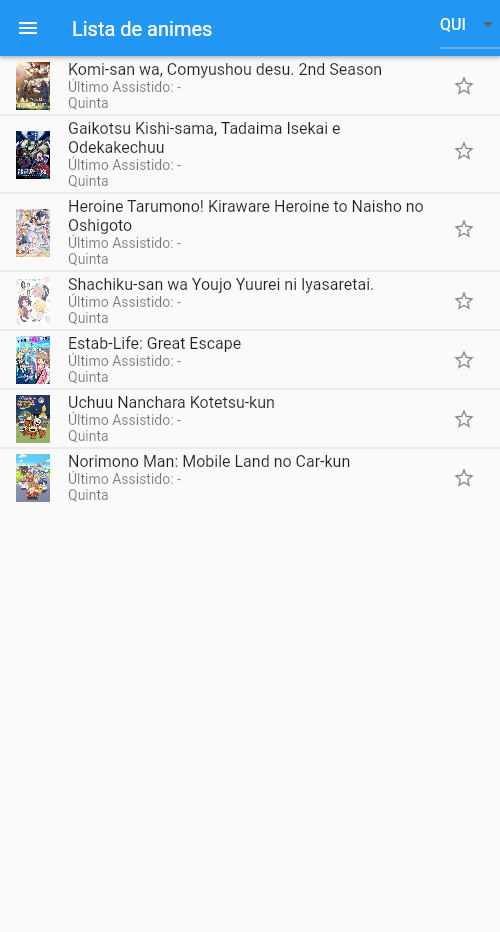 Lista de animes
QUI
Komi-san wa, Comyushou desu. 2nd Season
Último Assistido: -
Quinta
Gaikotsu Kishi-sama, Tadaima Isekai e
Odekakechuu
Último Assistido: -
Quinta
Heroine Tarumono! Kiraware Heroine to Naisho no
Oshigoto
Último Assistido: -
Quinta
Shachiku-san wa Youjo Yuurei ni Iyasaretai.
Último Assistido: -
Quinta
Estab-Life: Great Escape
Último Assistido: -
Quinta
Uchuu Nanchara Kotetsu-kun
Último Assistido: -
Quinta
Norimono Man: Mobile Land no Car-kun
Último Assistido: -
Quinta